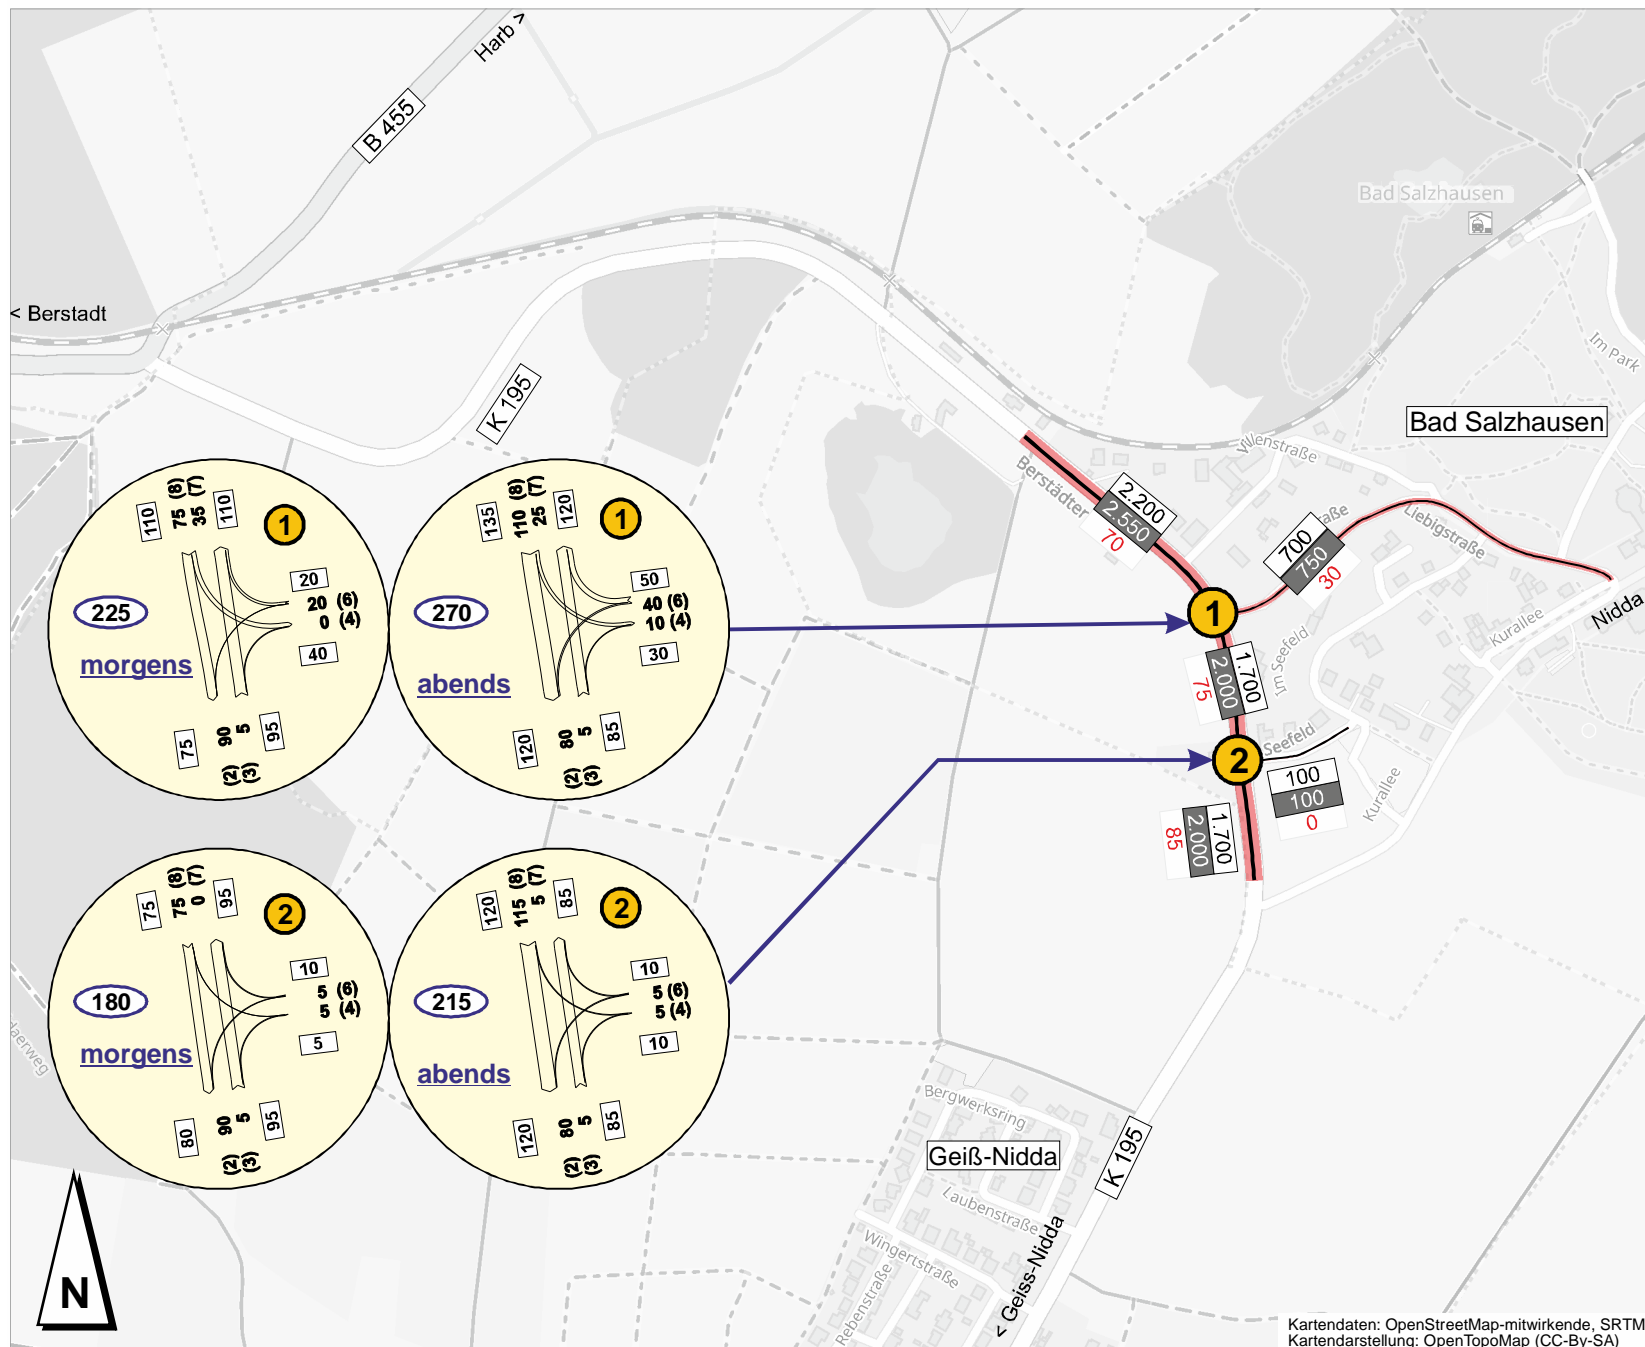 Harb >
B 455
< Berstadt
K 195
Bad Salzhausen
Im Park
Bad Salzhausen
Villenstraße
Berstädter
Straße
Liebigstraße
2.200
2.550
70
700
750
30
Nidda
Kurallee
Im Seefeld
1
1.700
2.000
75
2
Seefeld
100
100
0
Kurallee
1.700
2.000
85
110
75 (8)
35 (7)
110
1
20
20 (6)
0 (4)
40
225
morgens
75
90 (2)
5 (3)
95
135
110 (8)
25 (7)
120
1
50
40 (6)
10 (4)
30
270
abends
120
80 (2)
5 (3)
85
75
75 (8)
0 (7)
95
2
10
5 (6)
5 (4)
5
180
morgens
80
90 (2)
5 (3)
95
120
115 (8)
5 (7)
85
2
10
5 (6)
5 (4)
10
215
abends
120
80 (2)
5 (3)
85
Bergwerksring
Geiß-Nidda
K 195
Laubenstraße
Wingertstraße
Rebenstraße
< Geiss-Nidda
N
Kartendaten: OpenStreetMap-mitwirkende, SRTM
Kartendarstellung: OpenTopoMap (CC-By-SA)